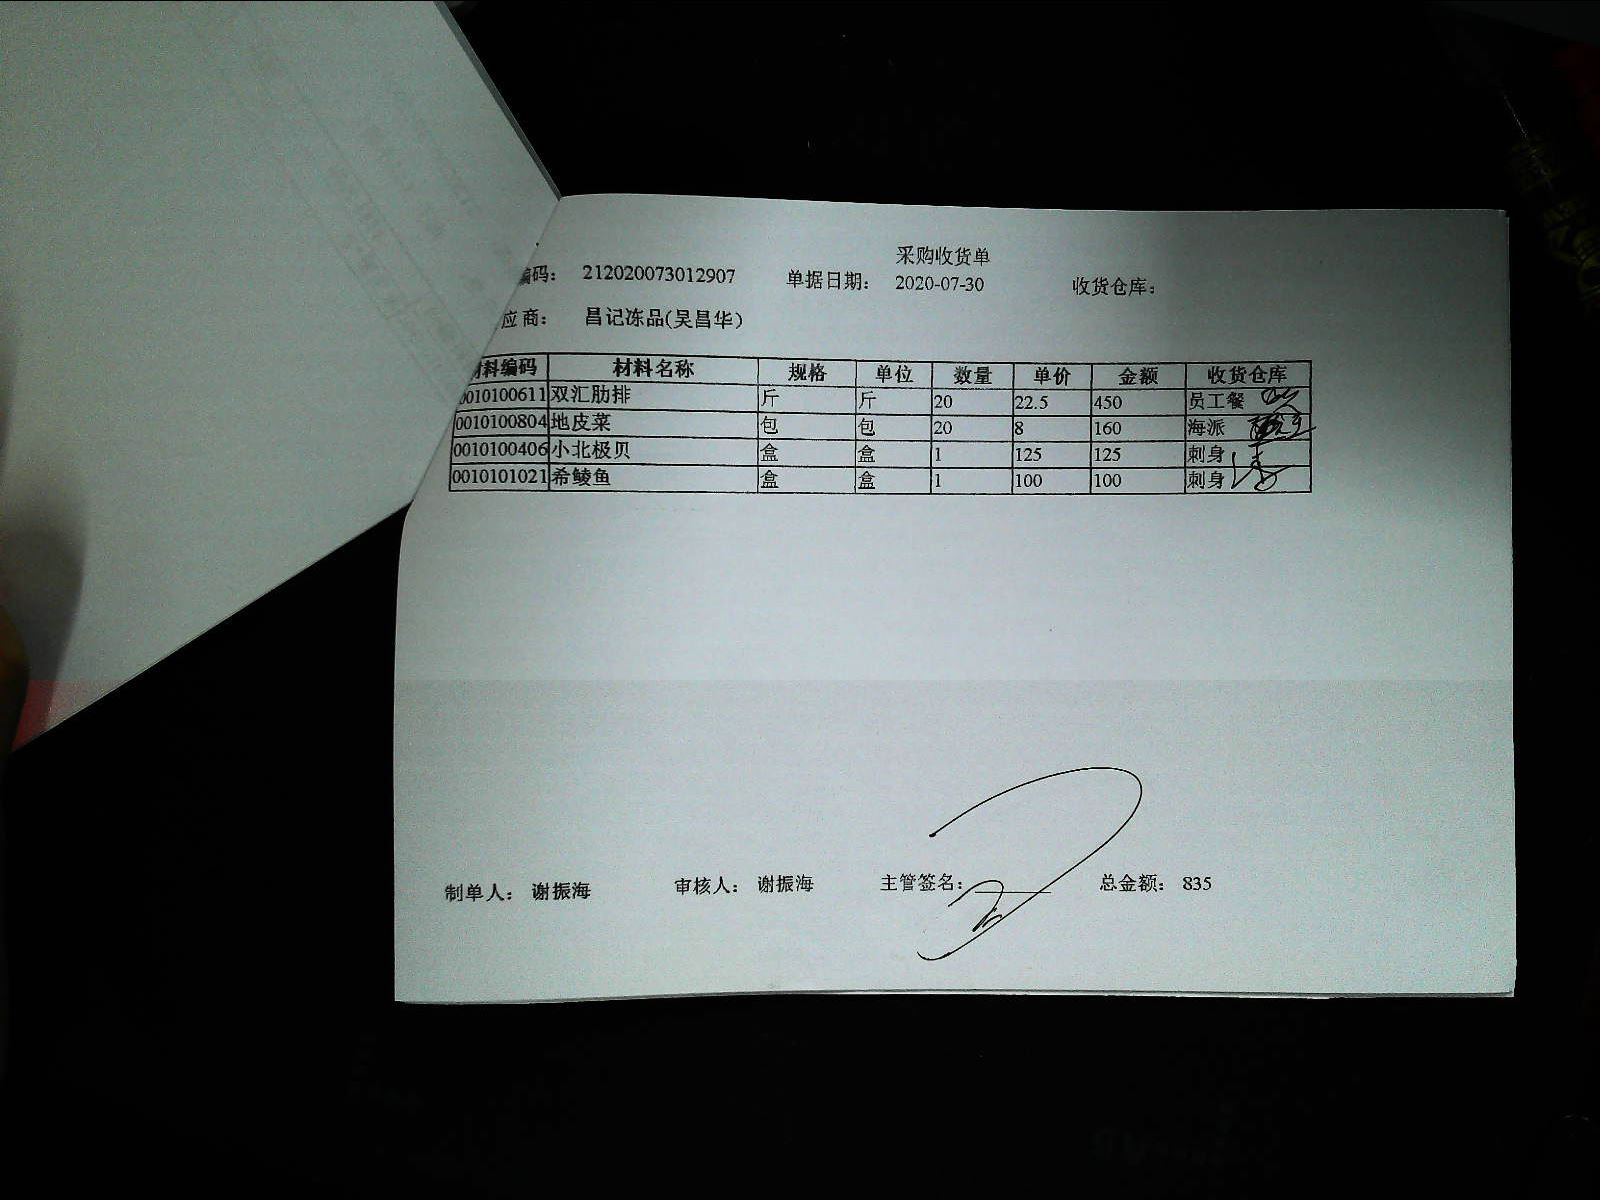 采购收货单
编码： 212020073012907 单据日期： 2020-07-30 收货仓库：
应商： 昌记冻品(吴昌华)
材料编码 材料名称 规格 单位 数量 单价 金额 收货仓库
0010100611 双汇肋排 斤 斤 20 22.5 450 员工餐
0010100804 地皮菜 包 包 20 8 160 海派
0010100406 小北极贝 盒 盒 1 125 125 刺身
0010101021 希鲮鱼 盒 盒 1 100 100 刺身
制单人： 谢振海 审核人： 谢振海 主管签名： 总金额： 835